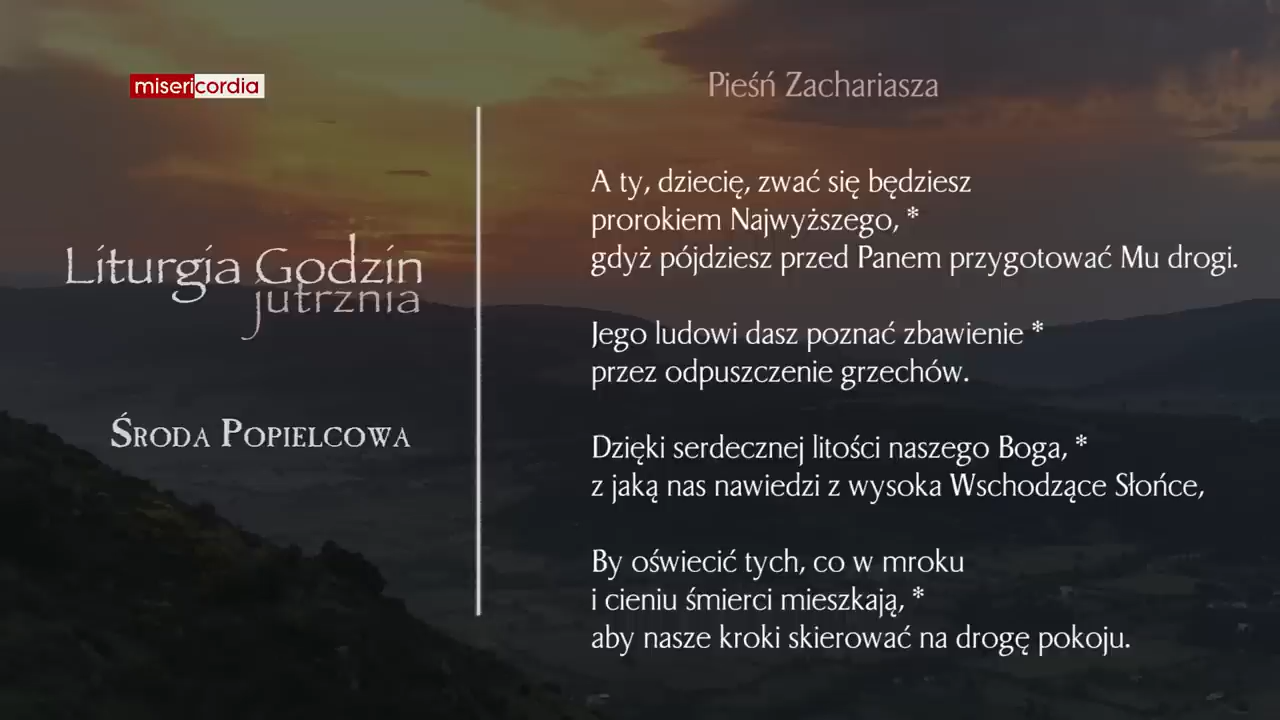 misericordia
Liturgia Godzin
jutrznia
Środa Popielcowa
Pieśń Zachariasza
A ty, dziecię, zwać się będziesz
prorokiem Najwyższego, *
gdyż pójdziesz przed Panem przygotować Mu drogi.
Jego ludowi dasz poznać zbawienie *
przez odpuszczenie grzechów.
Dzięki serdecznej litości naszego Boga, *
z jaką nas nawiedzi z wysoka Wschodzące Słońce,
By oświecić tych, co w mroku
i cieniu śmierci mieszkają, *
aby nasze kroki skierować na drogę pokoju.